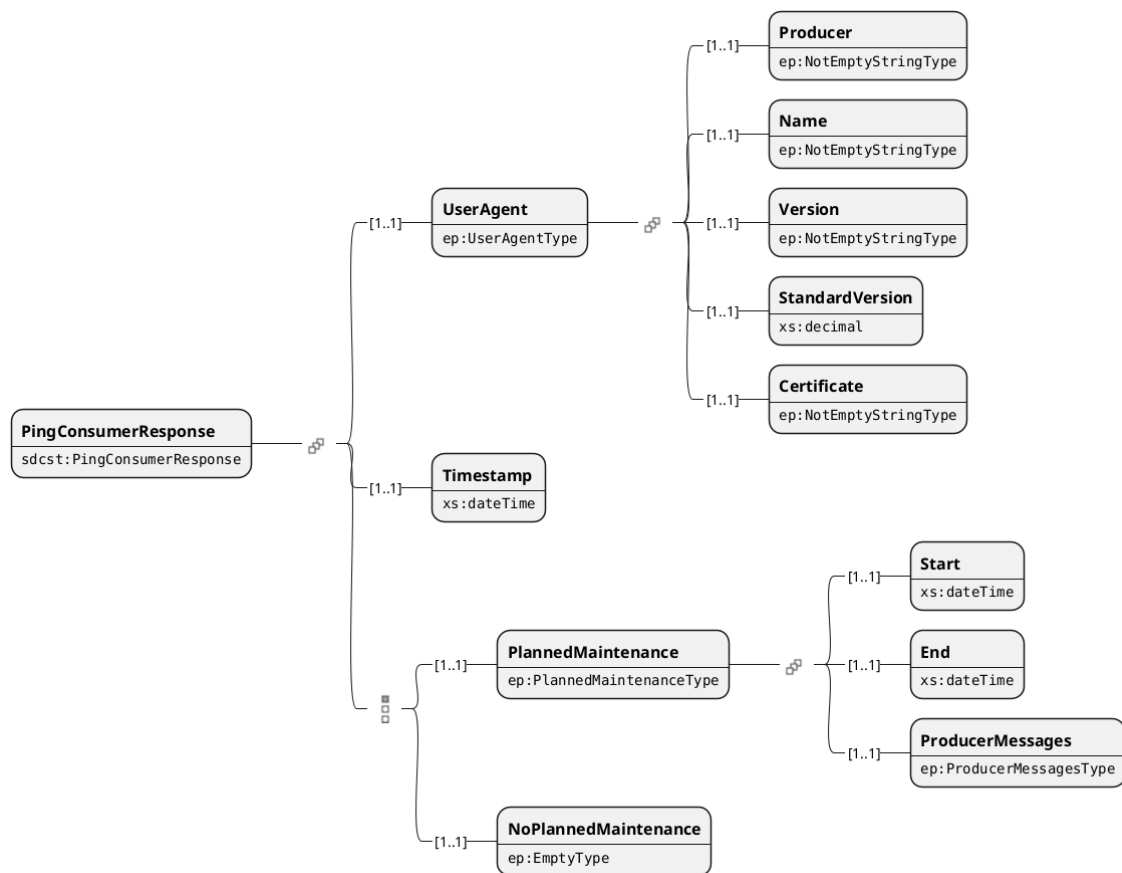 [1..1]
Producer
ep:NotEmptyStringType
[1..1]
Name
ep:NotEmptyStringType
[1..1]
UserAgent
ep:UserAgentType
[1..1]
Version
ep:NotEmptyStringType
[1..1]
StandardVersion
xs:decimal
[1..1]
Certificate
ep:NotEmptyStringType
PingConsumerResponse
sdcst:PingConsumerResponse
[1..1]
Timestamp
xs:dateTime
[1..1]
Start
xs:dateTime
[1..1]
PlannedMaintenance
ep:PlannedMaintenanceType
[1..1]
End
xs:dateTime
[1..1]
ProducerMessages
ep:ProducerMessagesType
[1..1]
NoPlannedMaintenance
ep:EmptyType